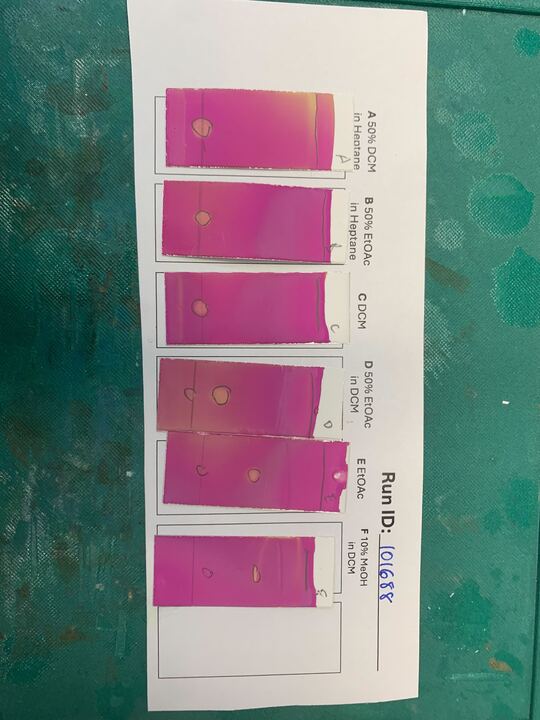 Run ID: 101688
A 50% DCM
in Heptane
B 50% EtOAc
in Heptane
C DCM
D 50% EtOAc
in DCM
E EtOAc
F 10% MeOH
in DCM
A
C
D
E